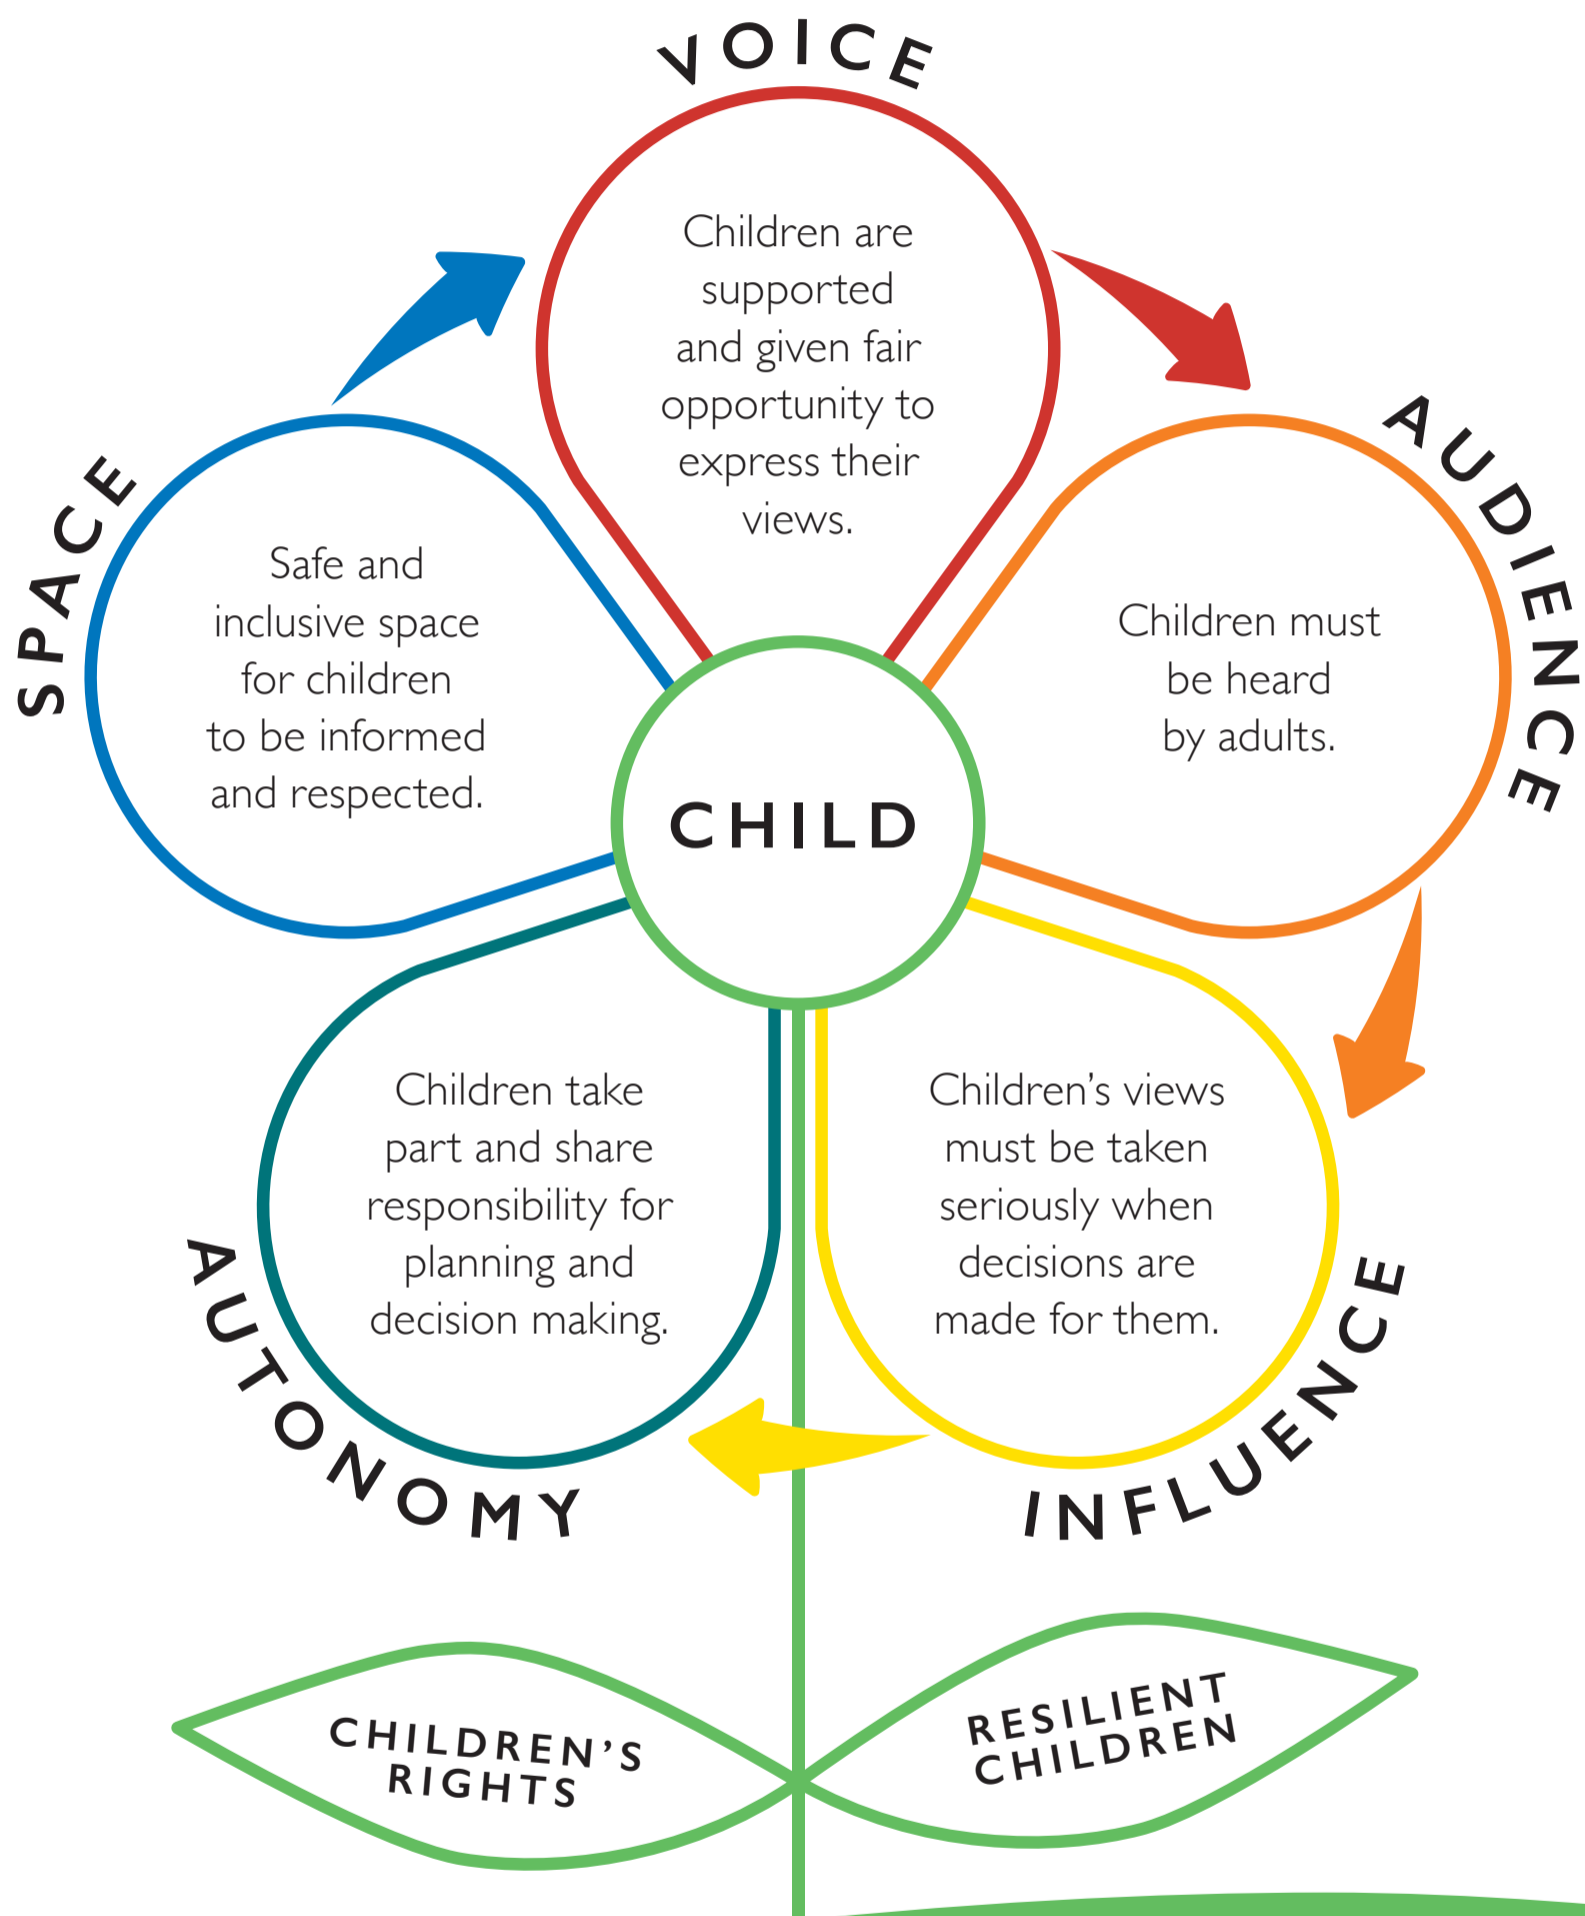 VOICE
Children are
supported
and given fair
opportunity to
express their
views.
AUDIENCE
Children must
be heard
by adults.
INFLUENCE
Children’s views
must be taken
seriously when
decisions are
made for them.
AUTONOMY
Children take
part and share
responsibility for
planning and
decision making.
SPACE
Safe and
inclusive space
for children
to be informed
and respected.
CHILD
CHILDREN’S
RIGHTS
RESILIENT
CHILDREN